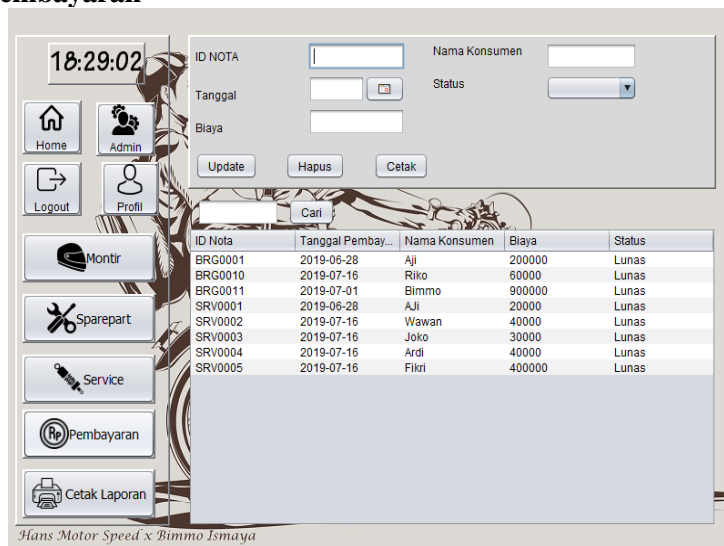 embayaran
18:29:02
ID NOTA
Nama Konsumen
Tanggal
Status
Biaya
Update Hapus Cetak
Home Admin
Logout Profil
Cari
Montir
Sparepart
Service
Rp Pembayaran
Cetak Laporan
ID Nota Tanggal Pembay... Nama Konsumen Biaya Status
BRG0001 2019-06-28 Aji 200000 Lunas
BRG0010 2019-07-16 Riko 60000 Lunas
BRG0011 2019-07-01 Bimmo 900000 Lunas
SRV0001 2019-06-28 AJi 20000 Lunas
SRV0002 2019-07-16 Wawan 40000 Lunas
SRV0003 2019-07-16 Joko 30000 Lunas
SRV0004 2019-07-16 Ardi 40000 Lunas
SRV0005 2019-07-16 Fikri 400000 Lunas
Hans Motor Speed x Bimmo Ismaya